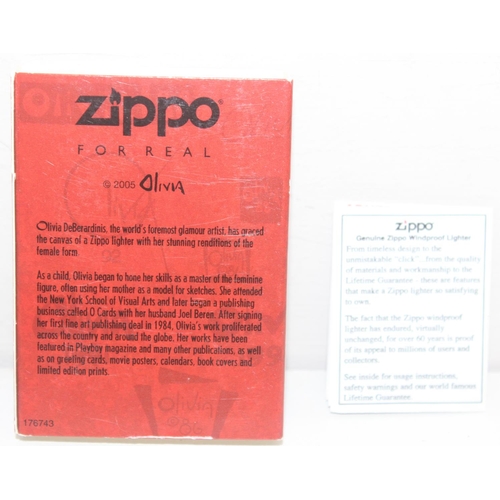 zippo
FOR REAL
© 2005 OliviA
Olivia DeBerardinis, the world's foremost glamour artist, has graced
the canvas of a Zippo lighter with her stunning renditions of the
female form
As a child, Olivia began to hone her skills as a master of the feminine
figure, often using her mother as a model for sketches. She attended
the New York School of Visual Arts and later began a publishing
business called O Cards with her husband Joel Beren. After signing
her first fine art publishing deal in 1984, Olivia's work proliferated
across the country and around the globe. Her works have been
featured in Playboy magazine and many other publications, as well
as on greeting cards, movie posters, calendars, book covers and
limited edition prints.
Olivia
176743
zippo
Genuine Zippo Windproof Lighter
From timeless design to the
unmistakable "click", from the quality
of materials and workmanship to the
Lifetime Guarantee - these are features
that make a Zippo lighter so satisfying
to own.
The fact that the Zippo windproof
lighter has endured, virtually
unchanged, for over 60 years is proof
of its appeal to millions of users and
collectors.
See inside for usage instructions,
safety warnings and our world famous
Lifetime Guarantee.